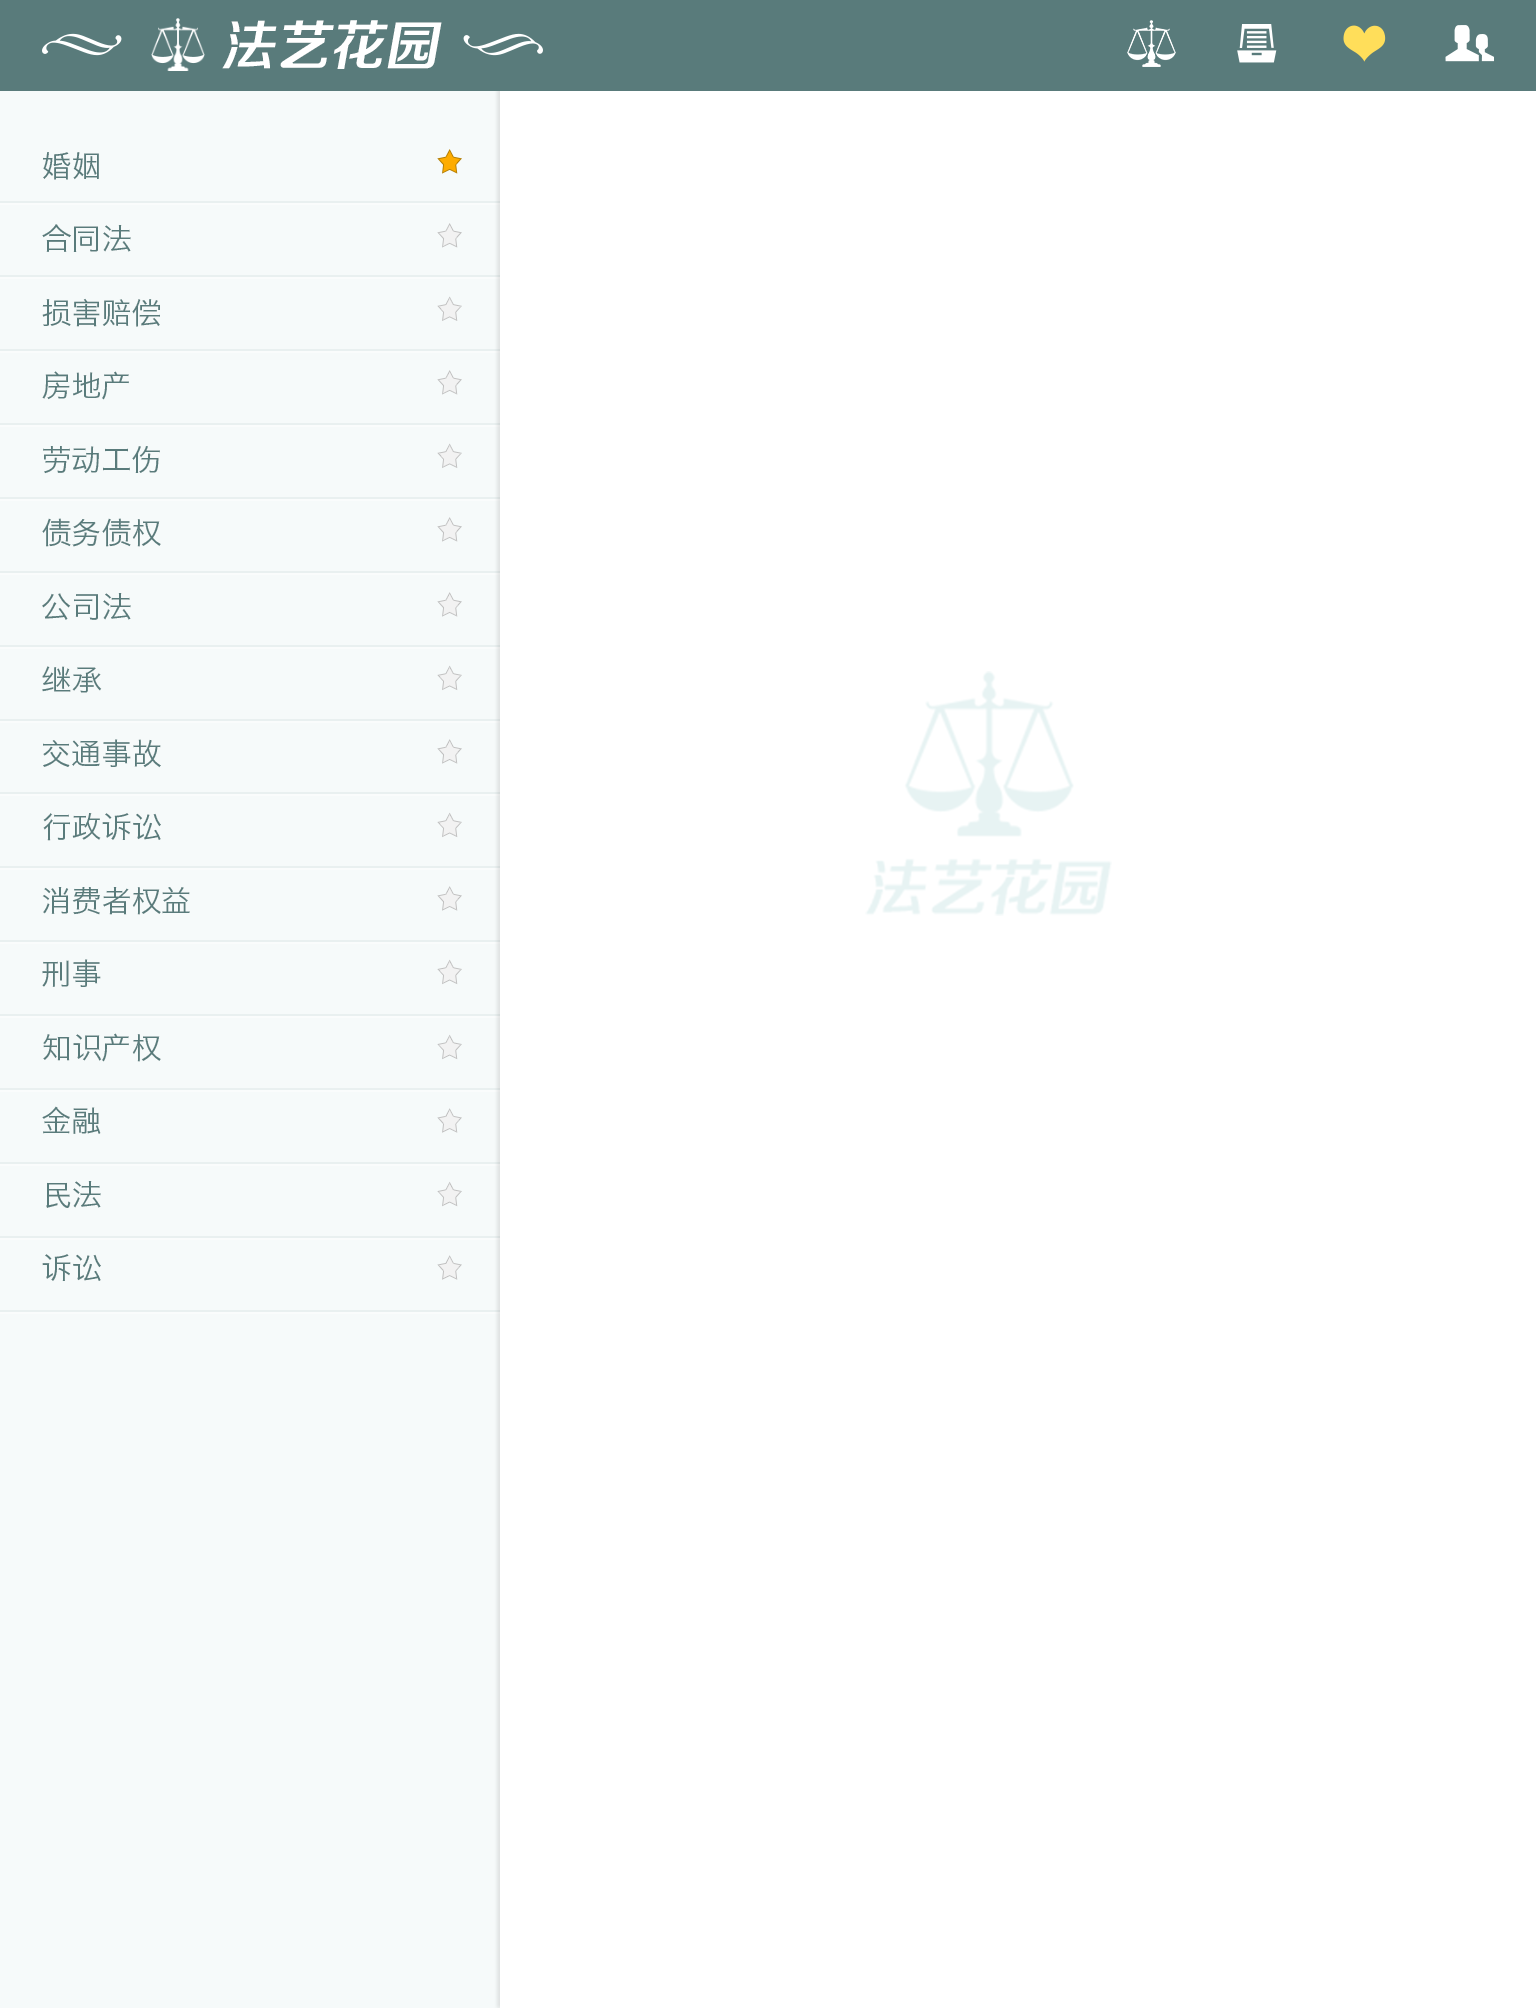 法艺花园
婚姻
合同法
损害赔偿
房地产
劳动工伤
债务债权
公司法
继承
交通事故
行政诉讼
消费者权益
刑事
知识产权
金融
民法
诉讼
法艺花园